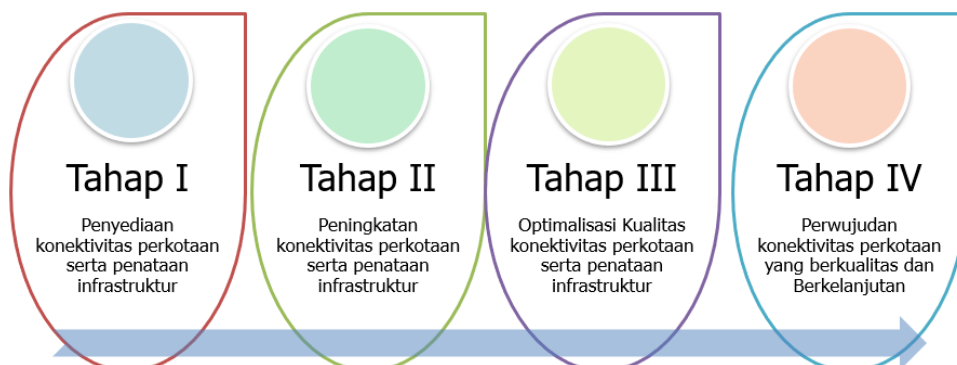 Tahap I
Penyediaan
konektivitas perkotaan
serta penataan
infrastruktur
Tahap II
Peningkatan
konektivitas perkotaan
serta penataan
infrastruktur
Tahap III
Optimalisasi Kualitas
konektivitas perkotaan
serta penataan
infrastruktur
Tahap IV
Perwujudan
konektivitas perkotaan
yang berkualitas dan
Berkelanjutan